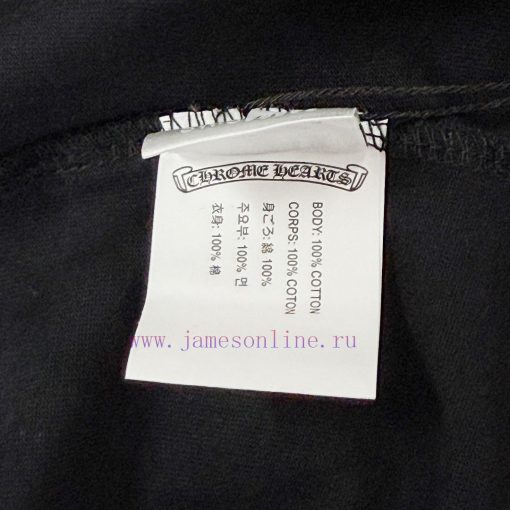 CHROME HEARTS
BODY: 100% COTTON
CORPS: 100% COTON
身ごろ: 綿 100%
주요부: 100% 면
衣身: 100% 棉
www.jamesonline.ru